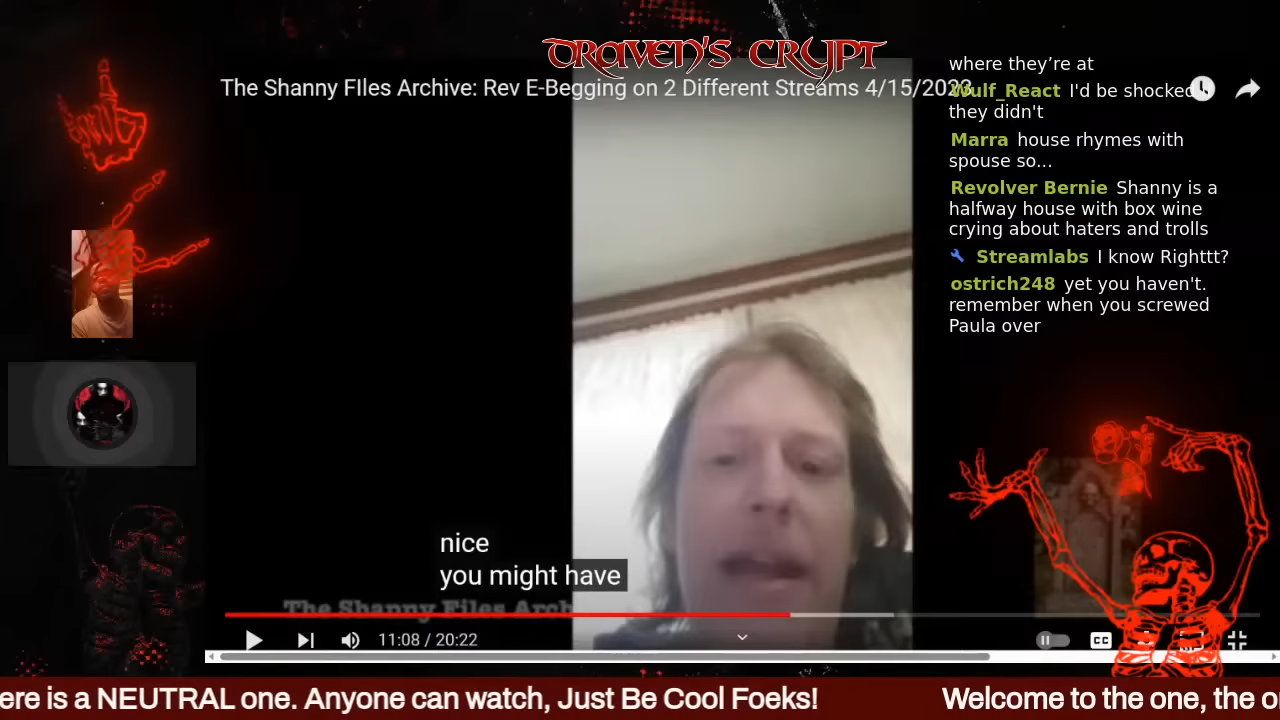 DRAVEN'S CRYPT
The Shanny FIles Archive: Rev E-Begging on 2 Different Streams 4/15/2023
where they're at
Wulf_React I'd be shocked
they didn't
Marra house rhymes with
spouse so...
Revolver Bernie Shanny is a
halfway house with box wine
crying about haters and trolls
Streamlabs I know Righttt?
ostrich248 yet you haven't.
remember when you screwed
Paula over
nice
you might have
The Shanny Files Arch
11:08 / 20:22
CC
ere is a NEUTRAL one. Anyone can watch, Just Be Cool Foeks!
Welcome to the one, the o